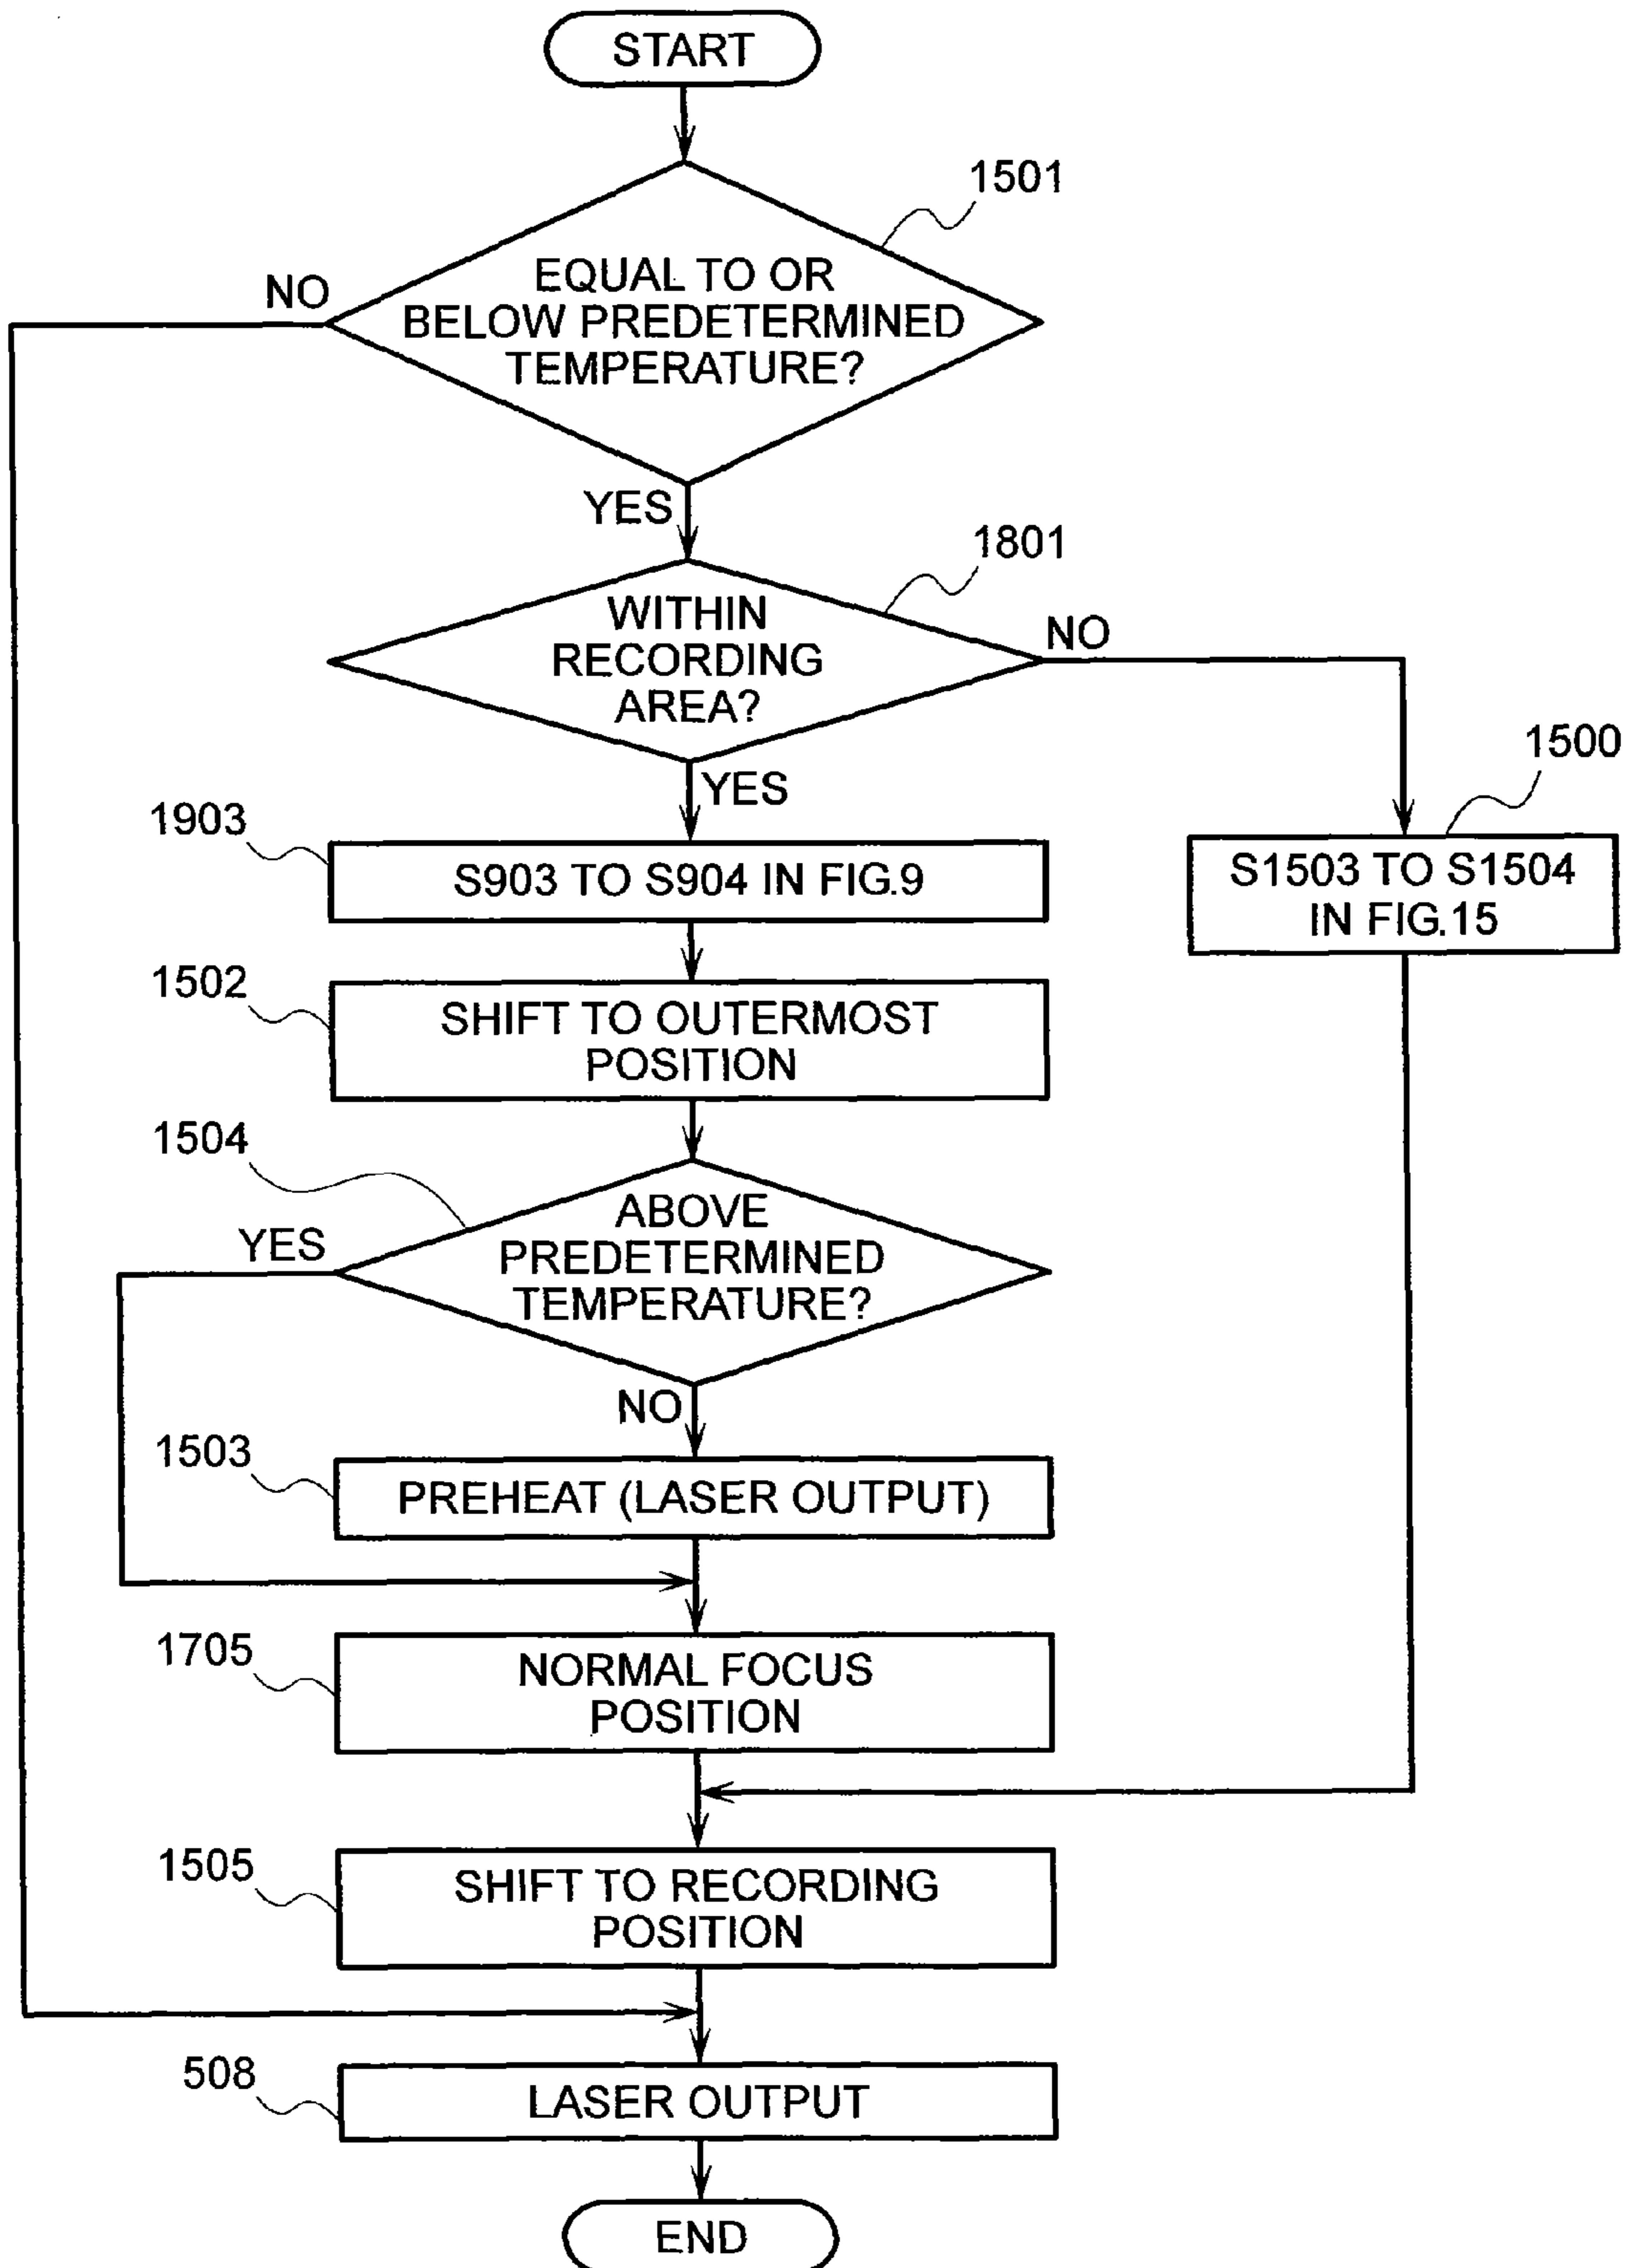 START
1501
EQUAL TO OR
BELOW PREDETERMINED
TEMPERATURE?
NO
YES
1801
WITHIN
RECORDING
AREA?
NO
YES
1500
S1503 TO S1504
IN FIG.15
1903
S903 TO S904 IN FIG.9
1502
SHIFT TO OUTERMOST
POSITION
1504
ABOVE
PREDETERMINED
TEMPERATURE?
YES
NO
1503
PREHEAT (LASER OUTPUT)
1705
NORMAL FOCUS
POSITION
1505
SHIFT TO RECORDING
POSITION
508
LASER OUTPUT
END